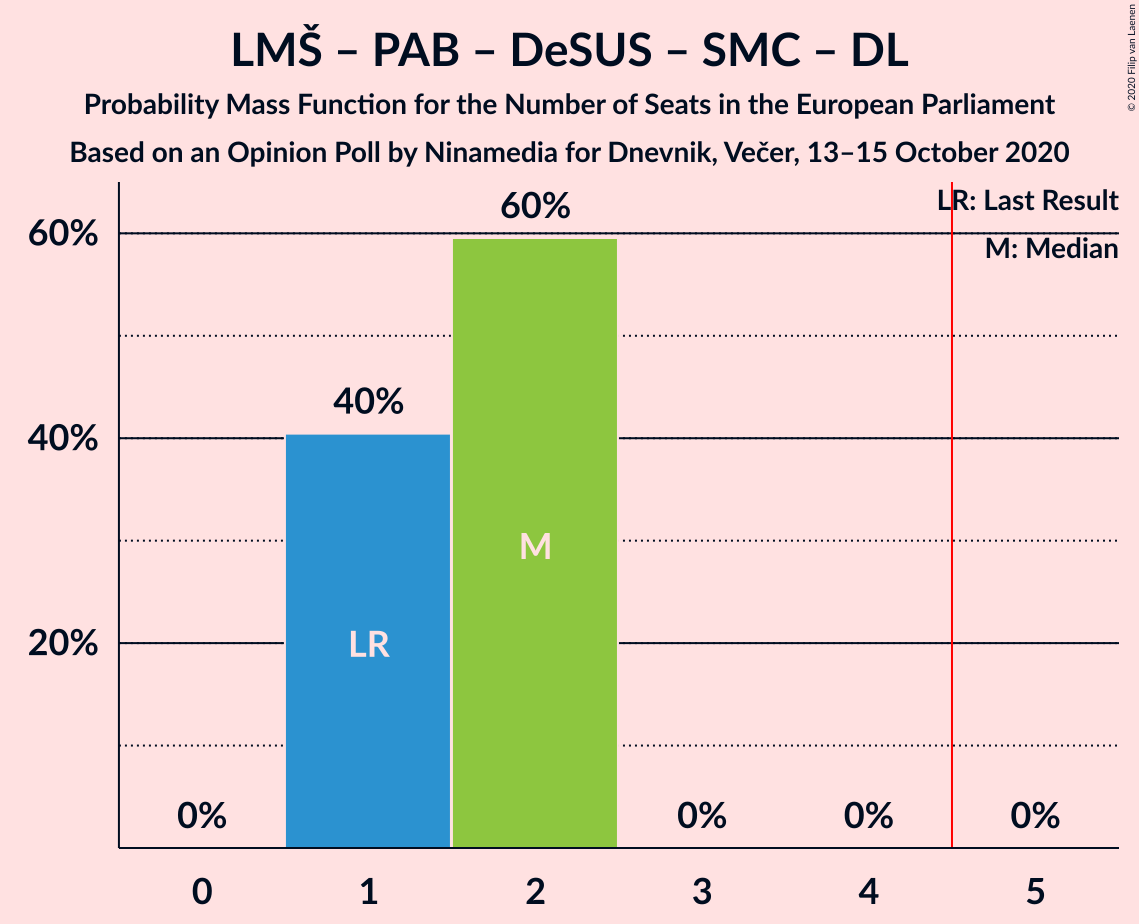 LMŠ – PAB – DeSUS – SMC – DL
Probability Mass Function for the Number of Seats in the European Parliament
Based on an Opinion Poll by Ninamedia for Dnevnik, Večer, 13–15 October 2020
© 2020 Filip van Laenen
LR: Last Result
M: Median
60%
60%
40%
40%
20%
M
LR
0%
0%
0%
0%
0
1
2
3
4
5